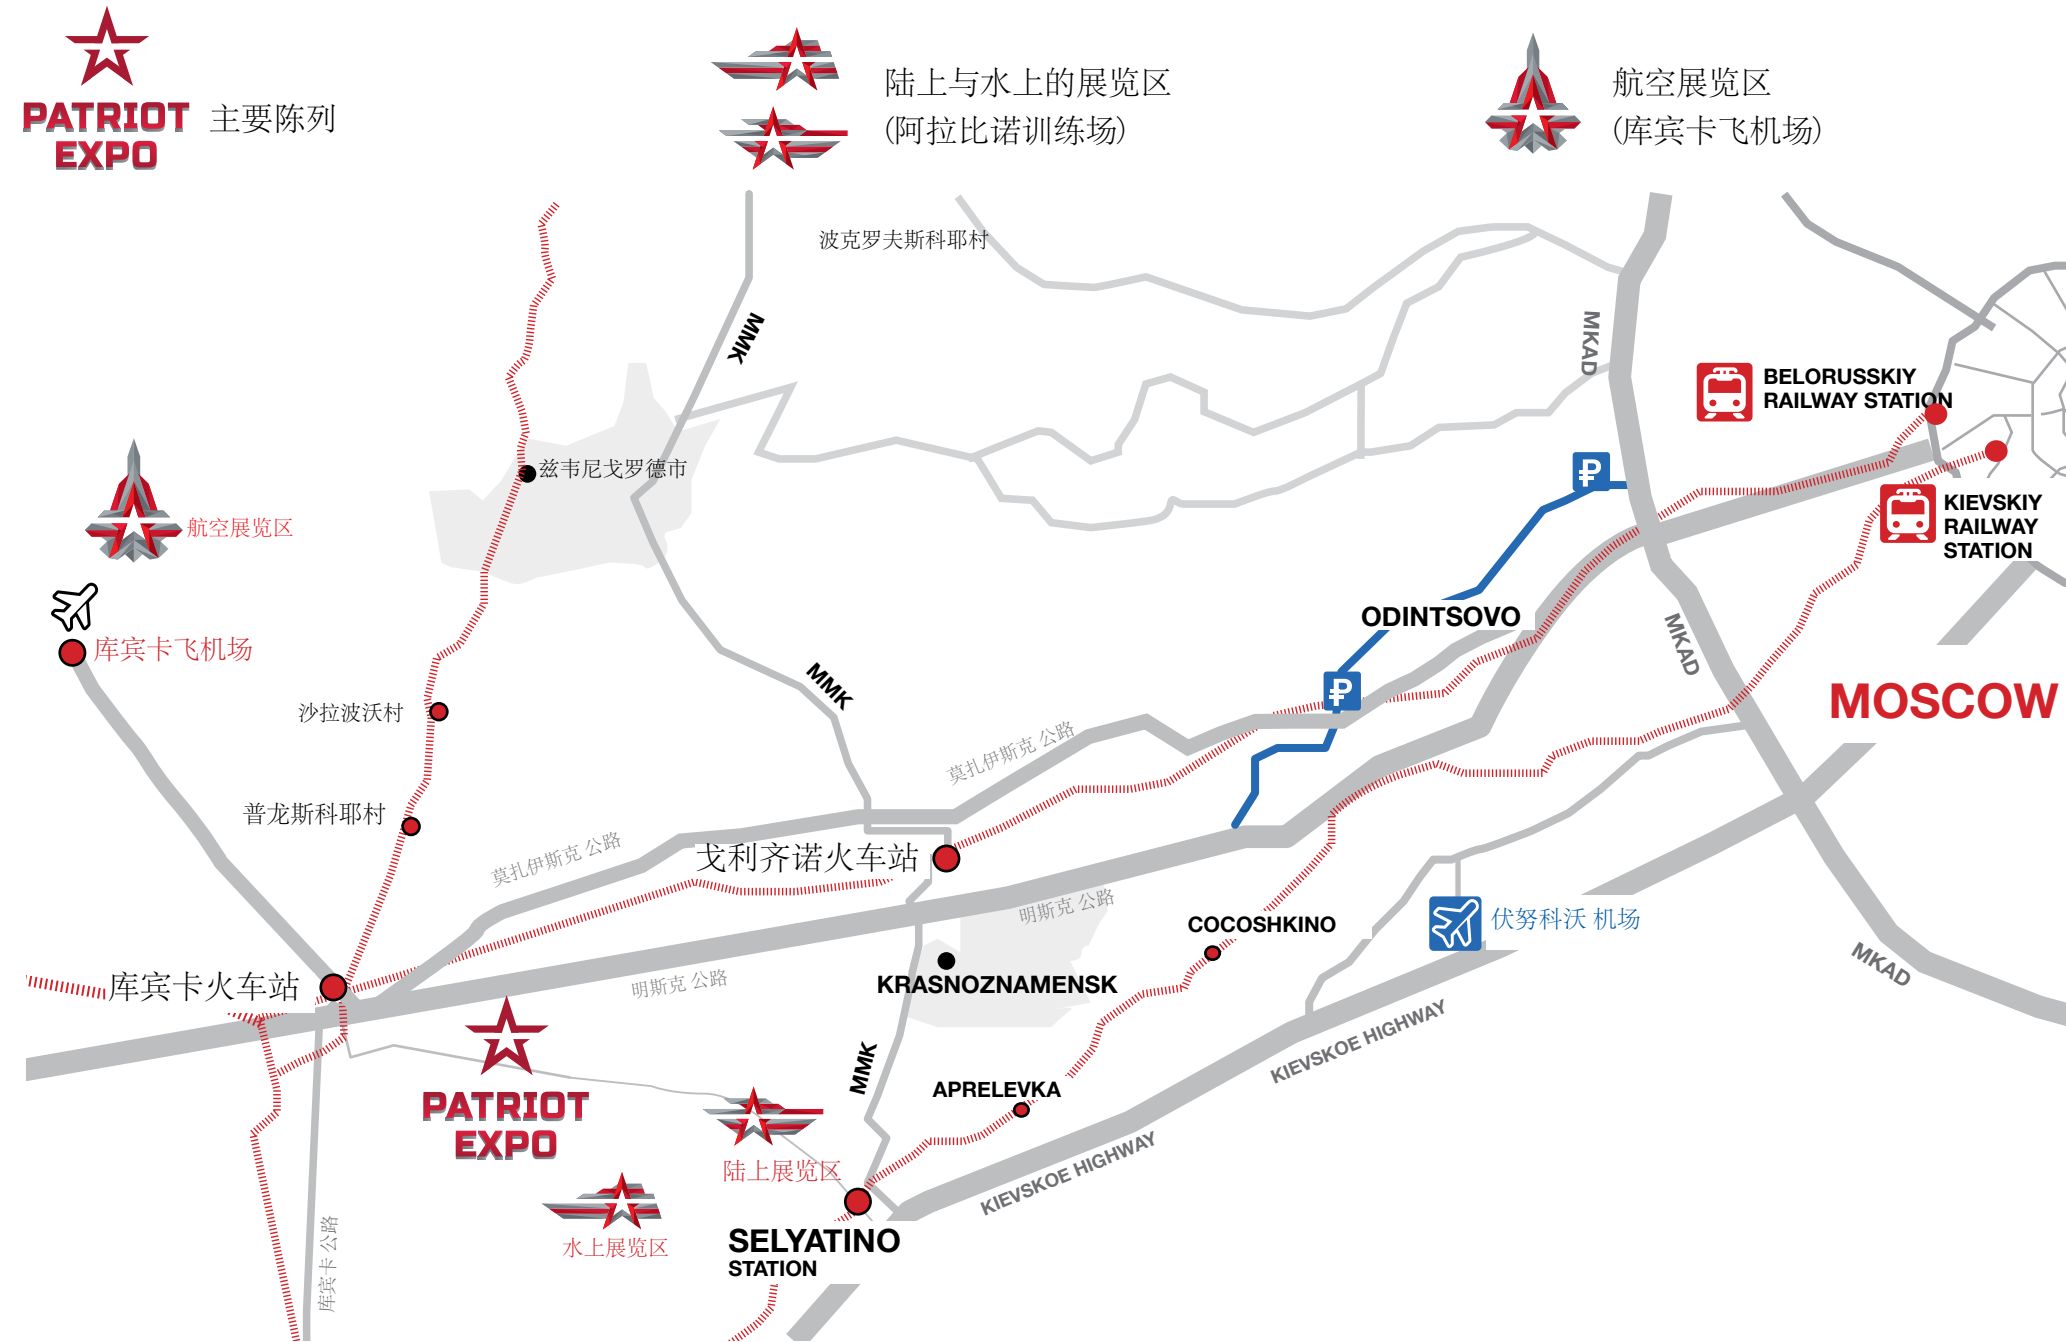 PATRIOT
EXPO
主要陈列
陆上与水上的展览区
(阿拉比诺训练场)
航空展览区
(库宾卡飞机场)
波克罗夫斯科耶村
MMK
MKAD
BELORUSSKIY
RAILWAY STATION
兹韦尼戈罗德市
₽
KIEVSKIY
RAILWAY
STATION
航空展览区
ODINTSOVO
库宾卡飞机场
MKAD
MMK
₽
MOSCOW
沙拉波沃村
莫扎伊斯克 公路
普龙斯科耶村
莫扎伊斯克 公路
戈利齐诺火车站
明斯克 公路
COCOSHKINO
伏努科沃 机场
MKAD
库宾卡火车站
明斯克 公路
KRASNOZNAMENSK
KIEVSKOE HIGHWAY
MMK
APRELEVKA
PATRIOT
EXPO
陆上展览区
KIEVSKOE HIGHWAY
水上展览区
SELYATINO
STATION
库宾卡 公路